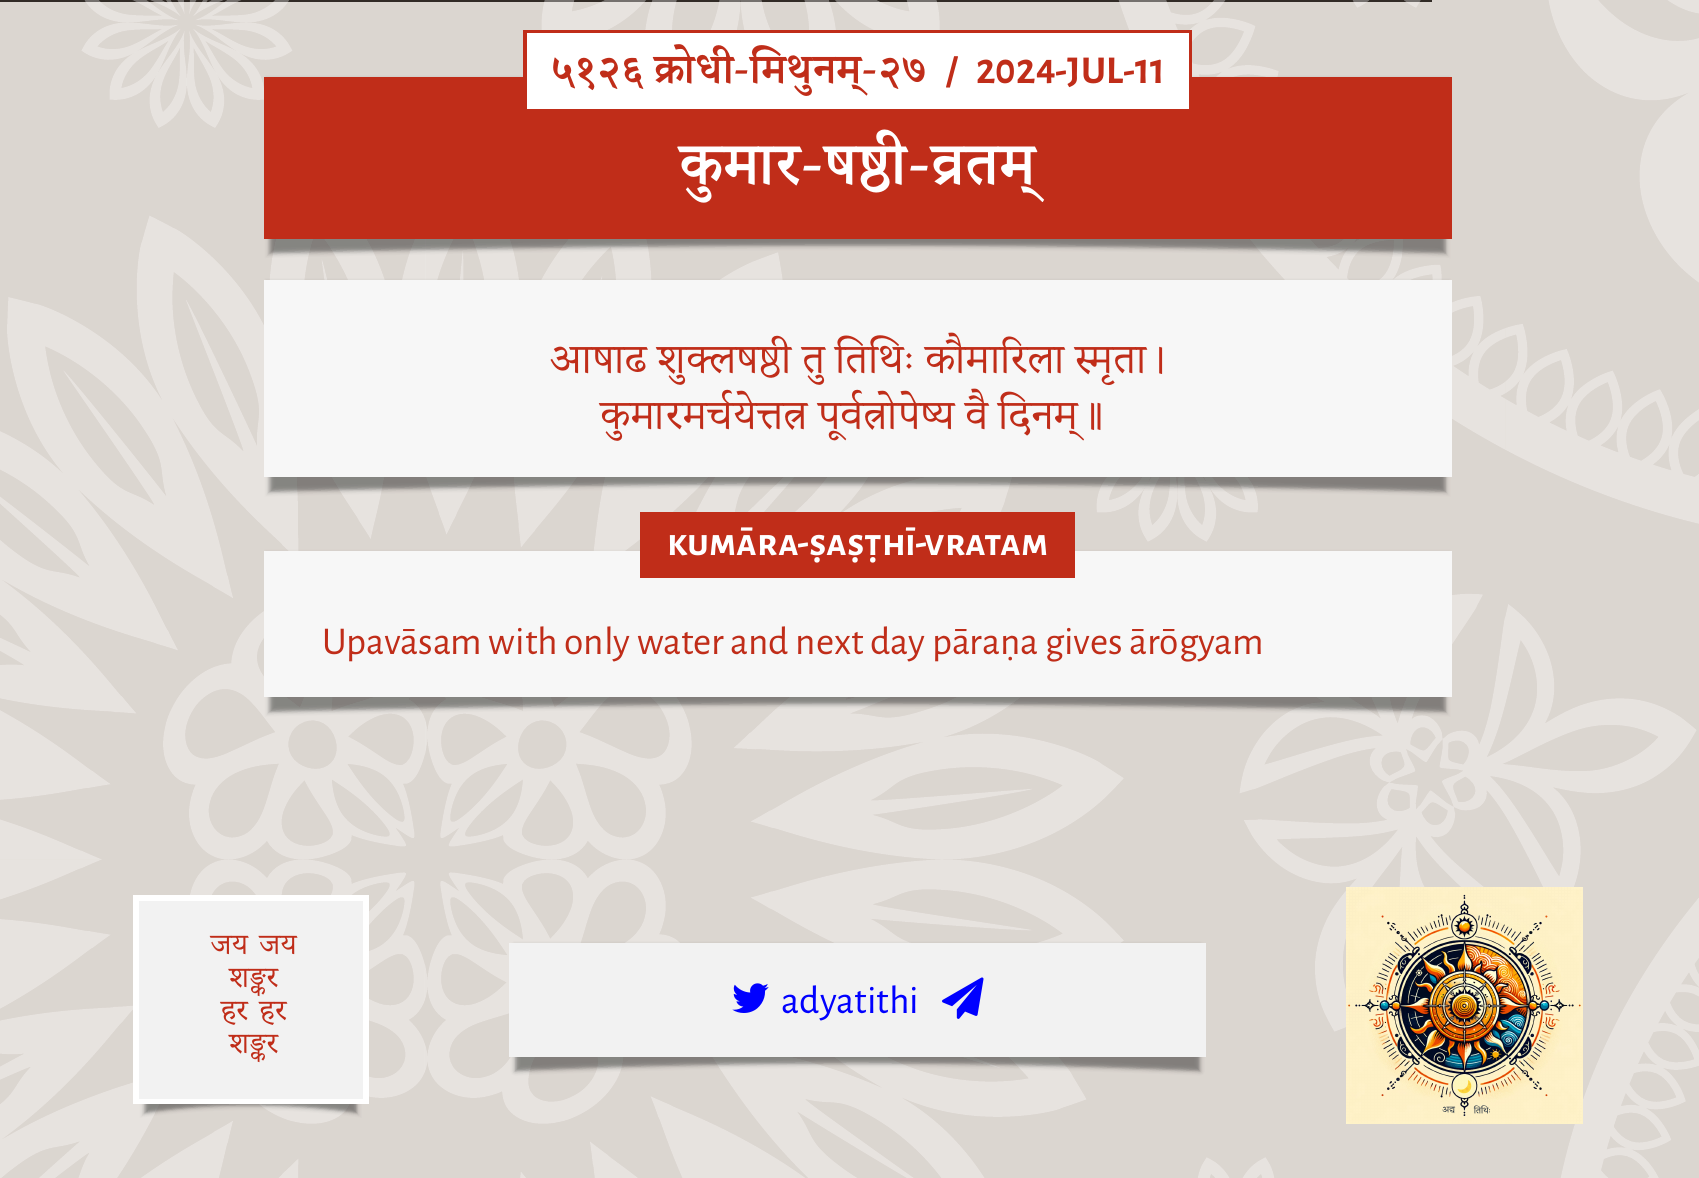 ५१२६ क्रोधी-मिथुनम्-२७ / 2024-JUL-11
कुमार-षष्ठी-व्रतम्
आषाढ शुक्लषष्ठी तु तिथिः कौमारिला स्मृता।
कुमारमर्चयेत्तत्र पूर्वत्रोपेष्य वै दिनम्॥
KUMĀRA-ṢAṢṬHĪ-VRATAM
Upavāsam with only water and next day pāraṇa gives ārōgyam
जय जय
शङ्कर
हर हर
शङ्कर
adyatithi
अद्य तिथिः